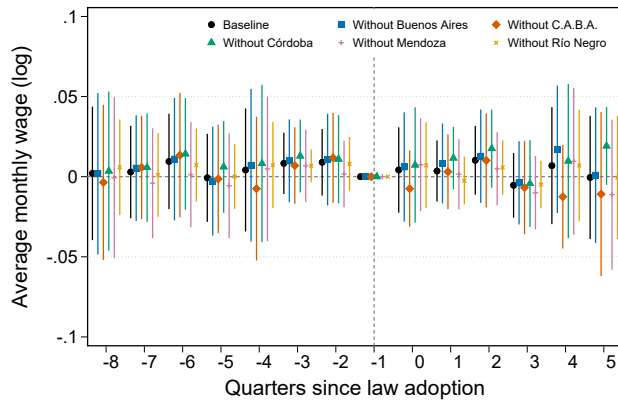 Baseline Without Buenos Aires Without C.A.B.A.
Without Córdoba Without Mendoza Without Río Negro
Average monthly wage (log)
.1
.05
0
-.05
-.1
-8 -7 -6 -5 -4 -3 -2 -1 0 1 2 3 4 5
Quarters since law adoption